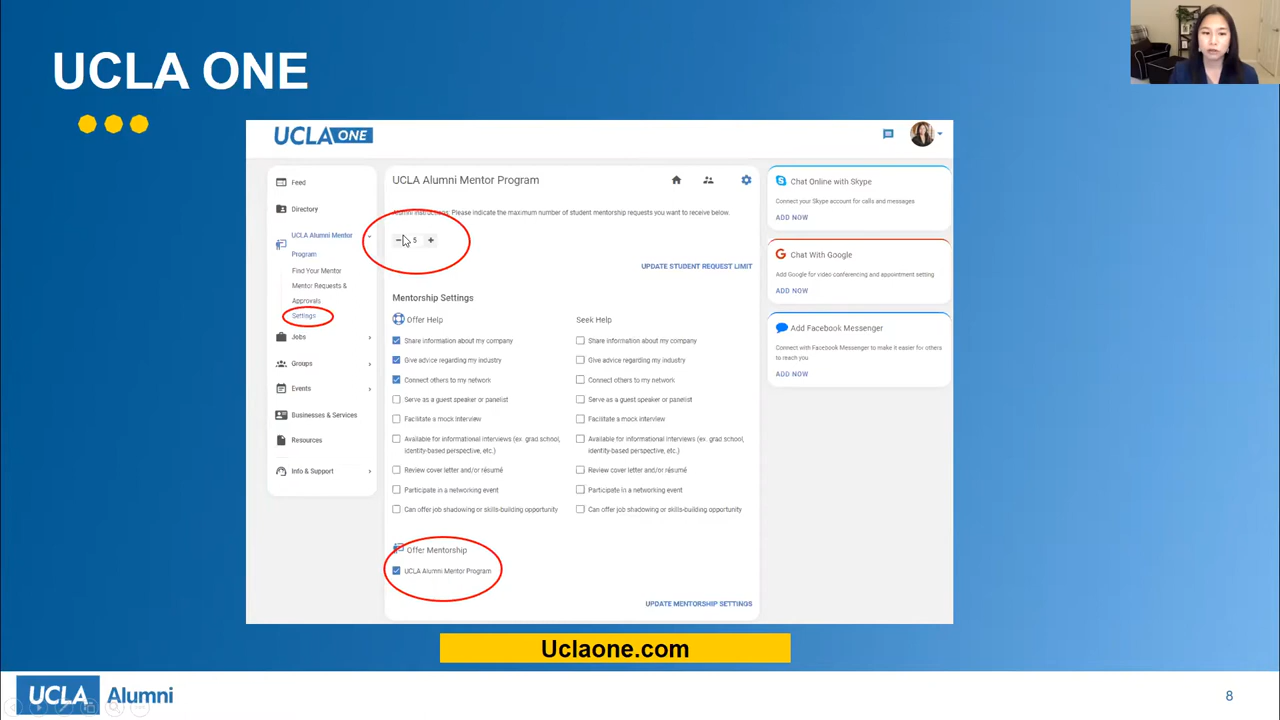 UCLA ONE
UCLA ONE
Feed
Directory
UCLA Alumni Mentor
Program
Find Your Mentor
Mentor Requests &
Approvals
Settings
Jobs
Groups
Events
Businesses & Services
Resources
Info & Support
UCLA Alumni Mentor Program
Alumni Instructions: Please indicate the maximum number of student mentorship requests you want to receive below.
− 5 +
UPDATE STUDENT REQUEST LIMIT
Mentorship Settings
Offer Help
Share information about my company
Give advice regarding my industry
Connect others to my network
Serve as a guest speaker or panelist
Facilitate a mock interview
Available for informational interviews (ex. grad school,
identity-based perspective, etc.)
Review cover letter and/or résumé
Participate in a networking event
Can offer job shadowing or skills-building opportunity
Seek Help
Share information about my company
Give advice regarding my industry
Connect others to my network
Serve as a guest speaker or panelist
Facilitate a mock interview
Available for informational interviews (ex. grad school,
identity-based perspective, etc.)
Review cover letter and/or résumé
Participate in a networking event
Can offer job shadowing or skills-building opportunity
Offer Mentorship
UCLA Alumni Mentor Program
UPDATE MENTORSHIP SETTINGS
Chat Online with Skype
Connect your Skype account for calls and messages
ADD NOW
Chat With Google
Add Google for video conferencing and appointment setting
ADD NOW
Add Facebook Messenger
Connect with Facebook Messenger to make it easier for others
to reach you
ADD NOW
Uclaone.com
UCLA Alumni
8